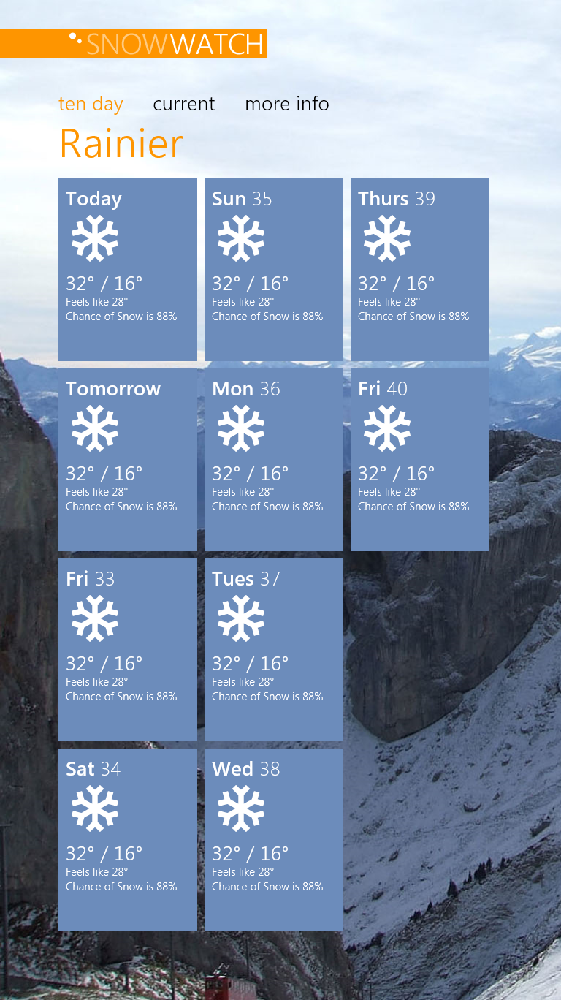 SNOWWATCH
ten day current more info
Rainier
Today
32° / 16°
Feels like 28°
Chance of Snow is 88%
Tomorrow
32° / 16°
Feels like 28°
Chance of Snow is 88%
Fri 33
32° / 16°
Feels like 28°
Chance of Snow is 88%
Sat 34
32° / 16°
Feels like 28°
Chance of Snow is 88%
Sun 35
32° / 16°
Feels like 28°
Chance of Snow is 88%
Mon 36
32° / 16°
Feels like 28°
Chance of Snow is 88%
Tues 37
32° / 16°
Feels like 28°
Chance of Snow is 88%
Wed 38
32° / 16°
Feels like 28°
Chance of Snow is 88%
Thurs 39
32° / 16°
Feels like 28°
Chance of Snow is 88%
Fri 40
32° / 16°
Feels like 28°
Chance of Snow is 88%